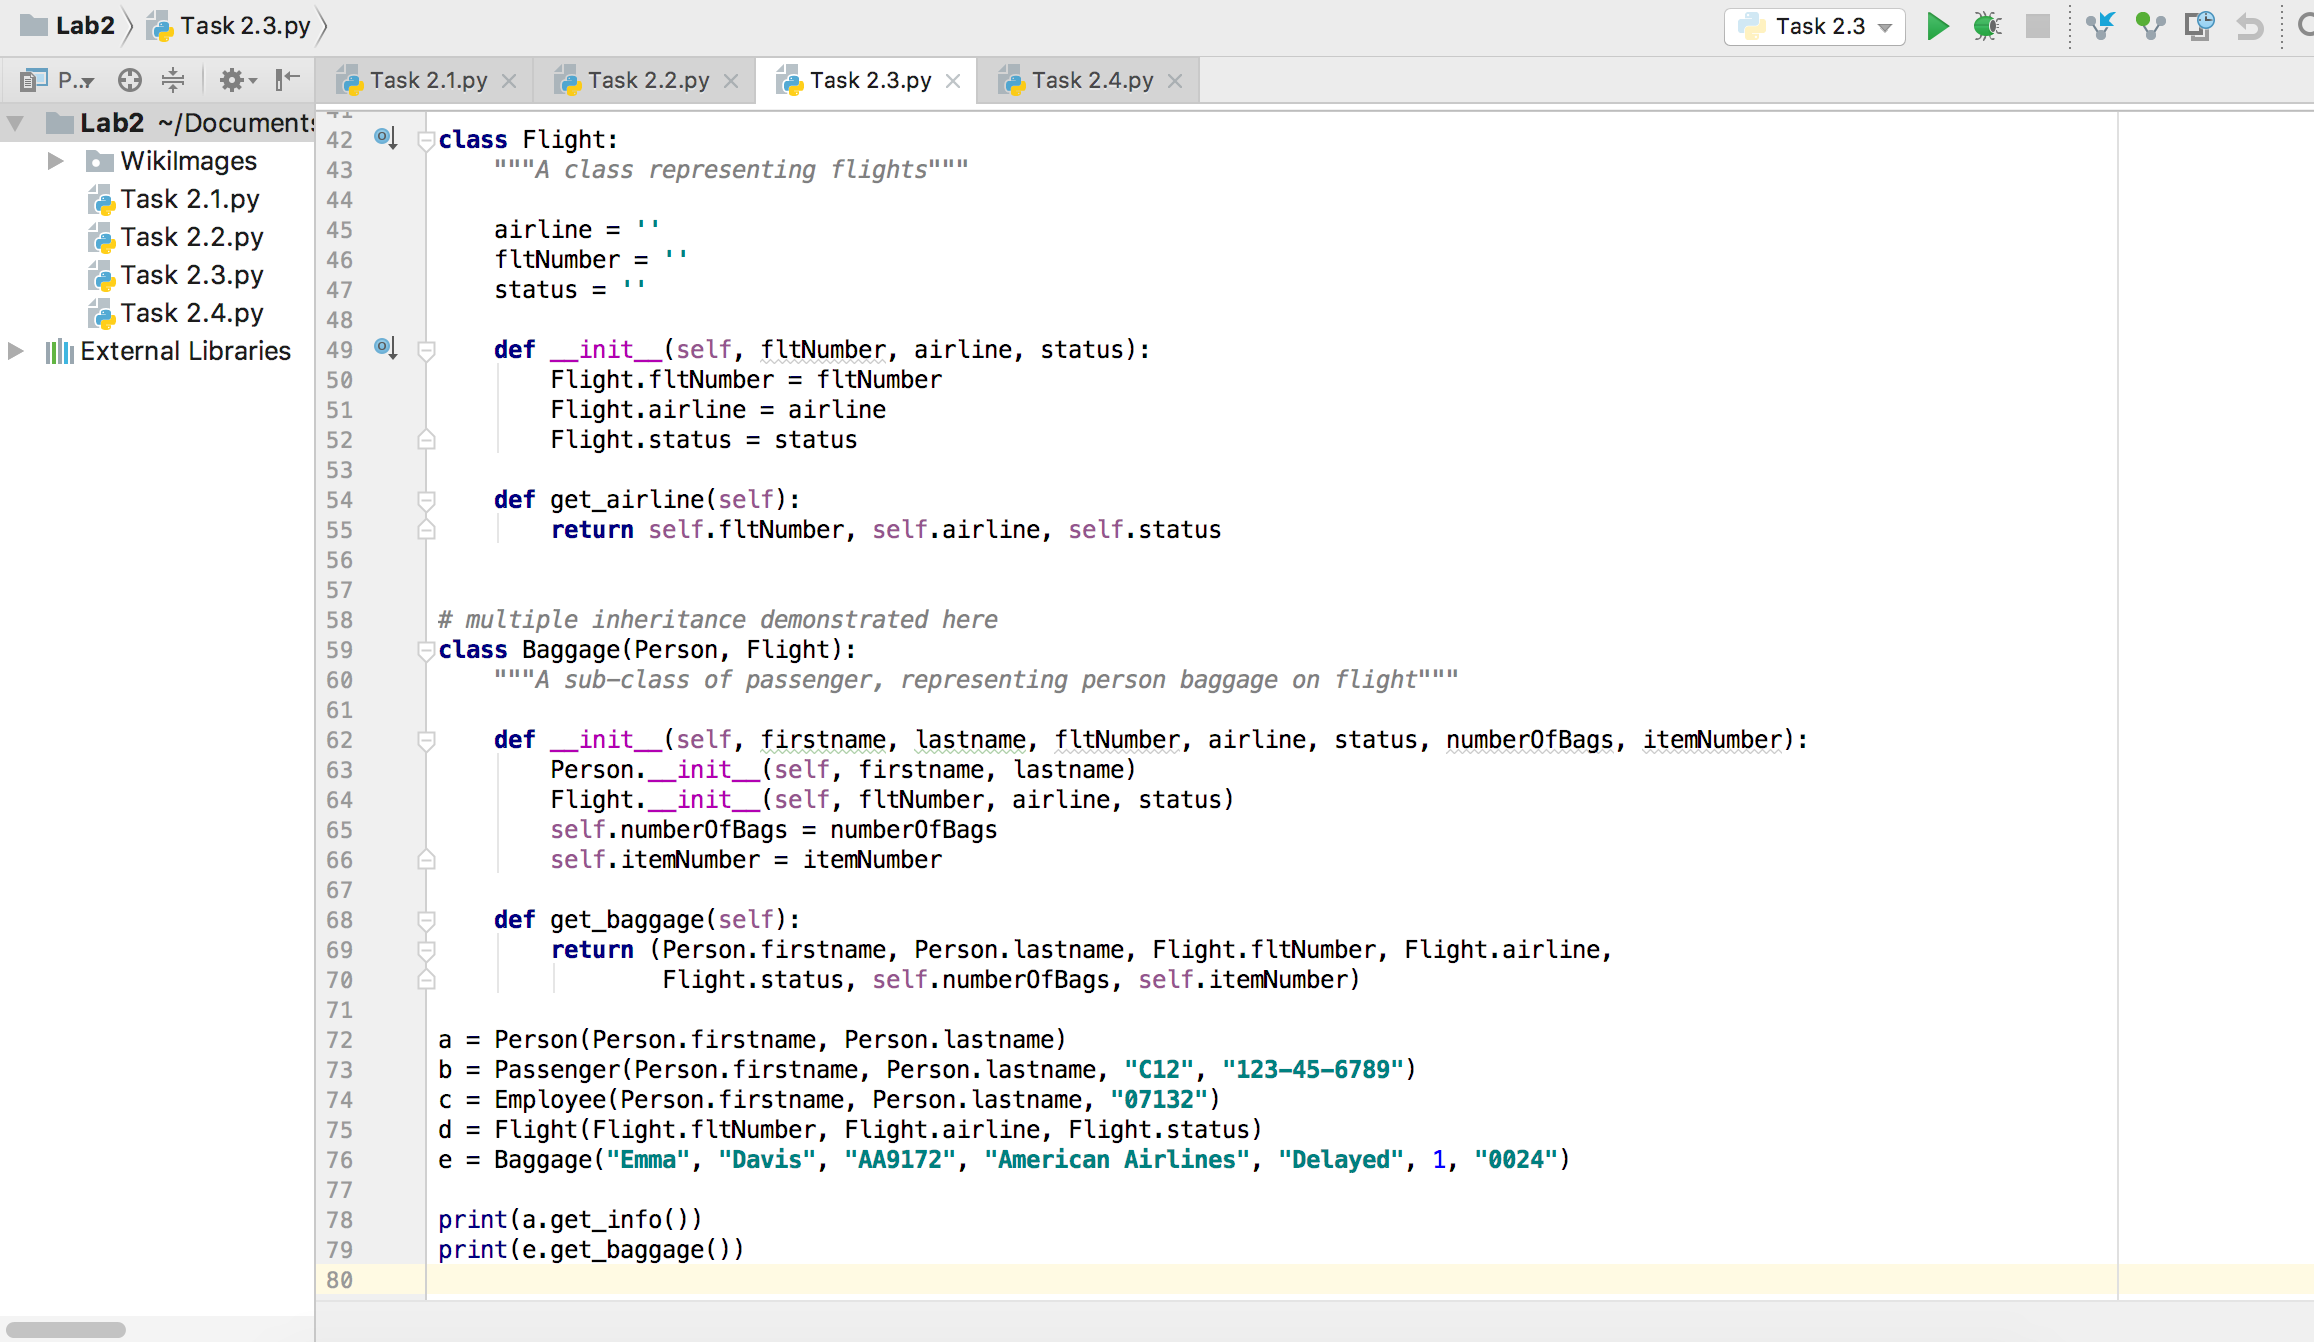 Lab2 Task 2.3.py Task 2.3
P.. Task 2.1.py Task 2.2.py Task 2.3.py Task 2.4.py
Lab2 ~/Documents
WikiImages
Task 2.1.py
Task 2.2.py
Task 2.3.py
Task 2.4.py
External Libraries
41
42 class Flight:
43     """A class representing flights"""
44
45     airline = ''
46     fltNumber = ''
47     status = ''
48
49     def __init__(self, fltNumber, airline, status):
50         Flight.fltNumber = fltNumber
51         Flight.airline = airline
52         Flight.status = status
53
54     def get_airline(self):
55         return self.fltNumber, self.airline, self.status
56
57
58 # multiple inheritance demonstrated here
59 class Baggage(Person, Flight):
60     """A sub-class of passenger, representing person baggage on flight"""
61
62     def __init__(self, firstname, lastname, fltNumber, airline, status, numberOfBags, itemNumber):
63         Person.__init__(self, firstname, lastname)
64         Flight.__init__(self, fltNumber, airline, status)
65         self.numberOfBags = numberOfBags
66         self.itemNumber = itemNumber
67
68     def get_baggage(self):
69         return (Person.firstname, Person.lastname, Flight.fltNumber, Flight.airline,
70                 Flight.status, self.numberOfBags, self.itemNumber)
71
72 a = Person(Person.firstname, Person.lastname)
73 b = Passenger(Person.firstname, Person.lastname, "C12", "123-45-6789")
74 c = Employee(Person.firstname, Person.lastname, "07132")
75 d = Flight(Flight.fltNumber, Flight.airline, Flight.status)
76 e = Baggage("Emma", "Davis", "AA9172", "American Airlines", "Delayed", 1, "0024")
77
78 print(a.get_info())
79 print(e.get_baggage())
80